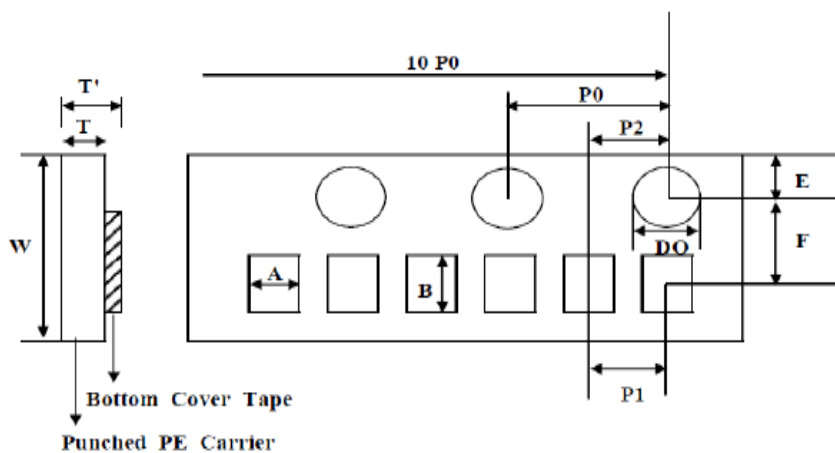 10 P0
T'
P0
T
P2
E
W
DO
F
A
B
P1
Bottom Cover Tape
Punched PE Carrier